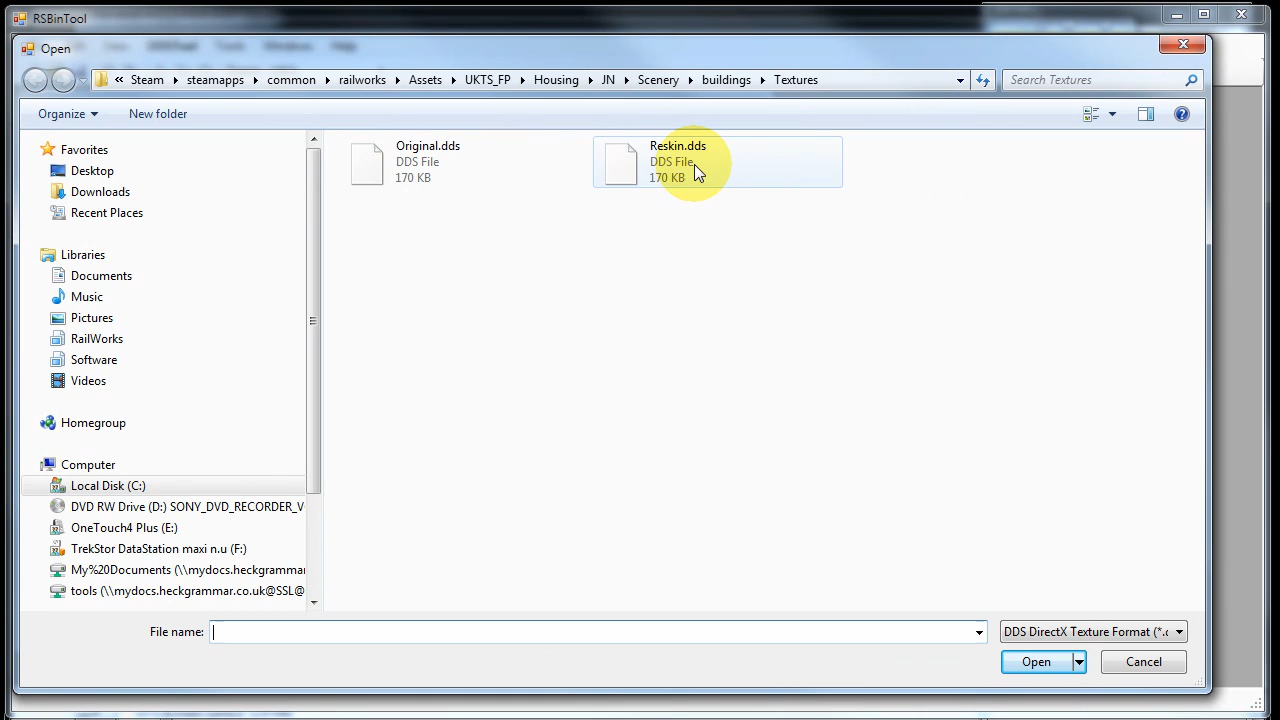 RSBinTool
Open
« Steam steamapps common railworks Assets UKTS_FP Housing JN Scenery buildings Textures
Search Textures
Organize New folder
Favorites
Desktop
Downloads
Recent Places
Libraries
Documents
Music
Pictures
RailWorks
Software
Videos
Homegroup
Computer
Local Disk (C:)
DVD RW Drive (D:) SONY_DVD_RECORDER_V
OneTouch4 Plus (E:)
TrekStor DataStation maxi n.u (F:)
My%20Documents (\\mydocs.heckgrammar
tools (\\mydocs.heckgrammar.co.uk@SSL@
Original.dds
DDS File
170 KB
Reskin.dds
DDS File
170 KB
File name:
DDS DirectX Texture Format (*.c
Open Cancel